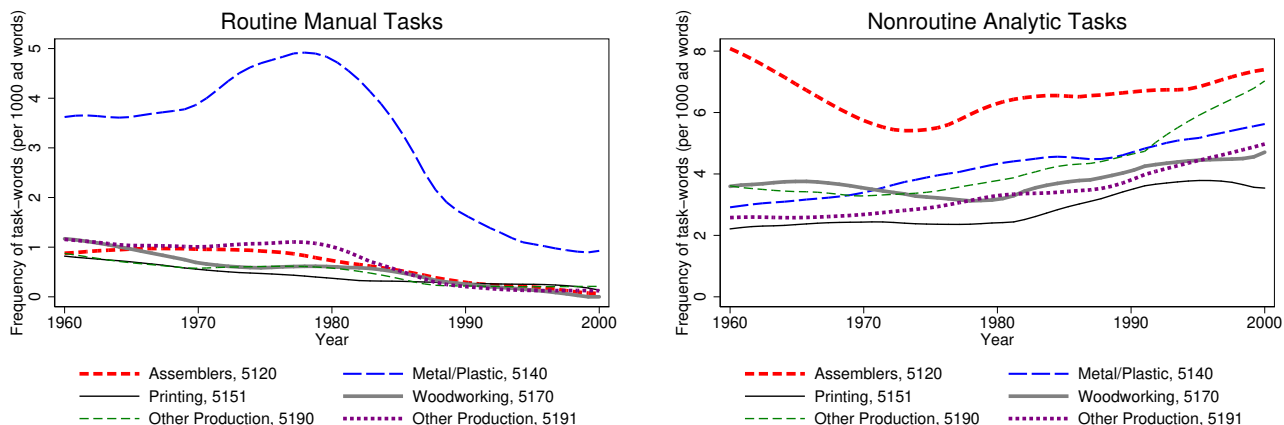 Routine Manual Tasks
Frequency of task−words (per 1000 ad words)
5
4
3
2
1
0
1960 1970 1980 1990 2000
Year
Assemblers, 5120 Metal/Plastic, 5140
Printing, 5151 Woodworking, 5170
Other Production, 5190 Other Production, 5191
Nonroutine Analytic Tasks
Frequency of task−words (per 1000 ad words)
8
6
4
2
0
1960 1970 1980 1990 2000
Year
Assemblers, 5120 Metal/Plastic, 5140
Printing, 5151 Woodworking, 5170
Other Production, 5190 Other Production, 5191